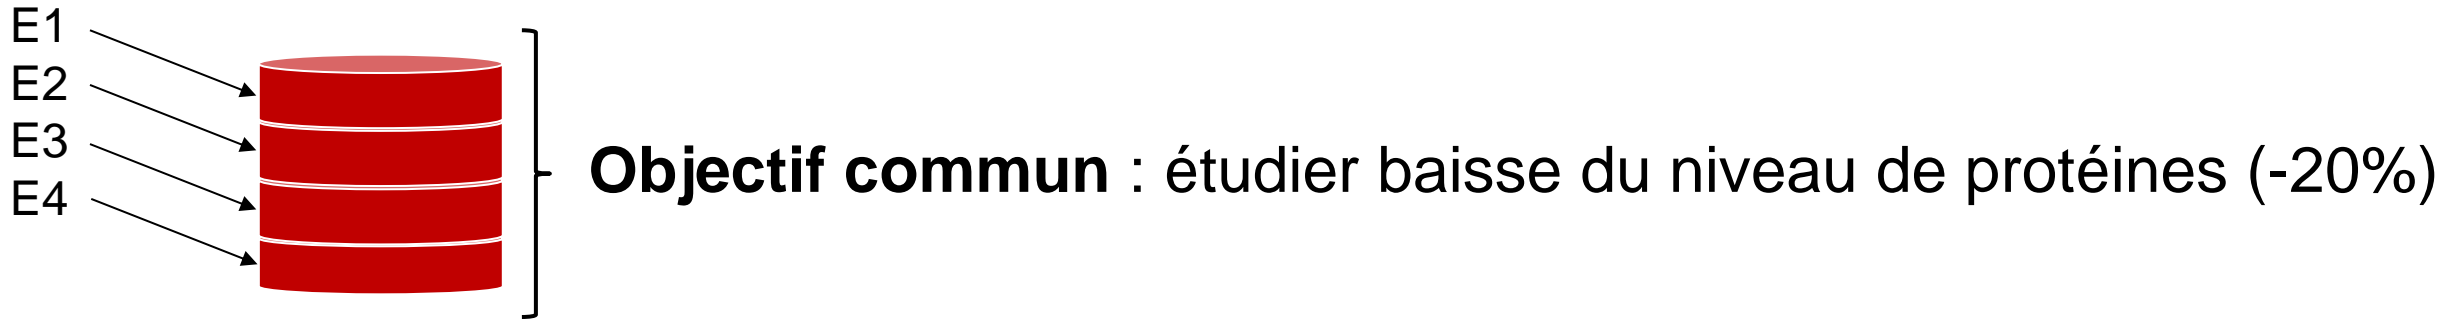 E1
E2
E3
E4
Objectif commun : étudier baisse du niveau de protéines (-20%)